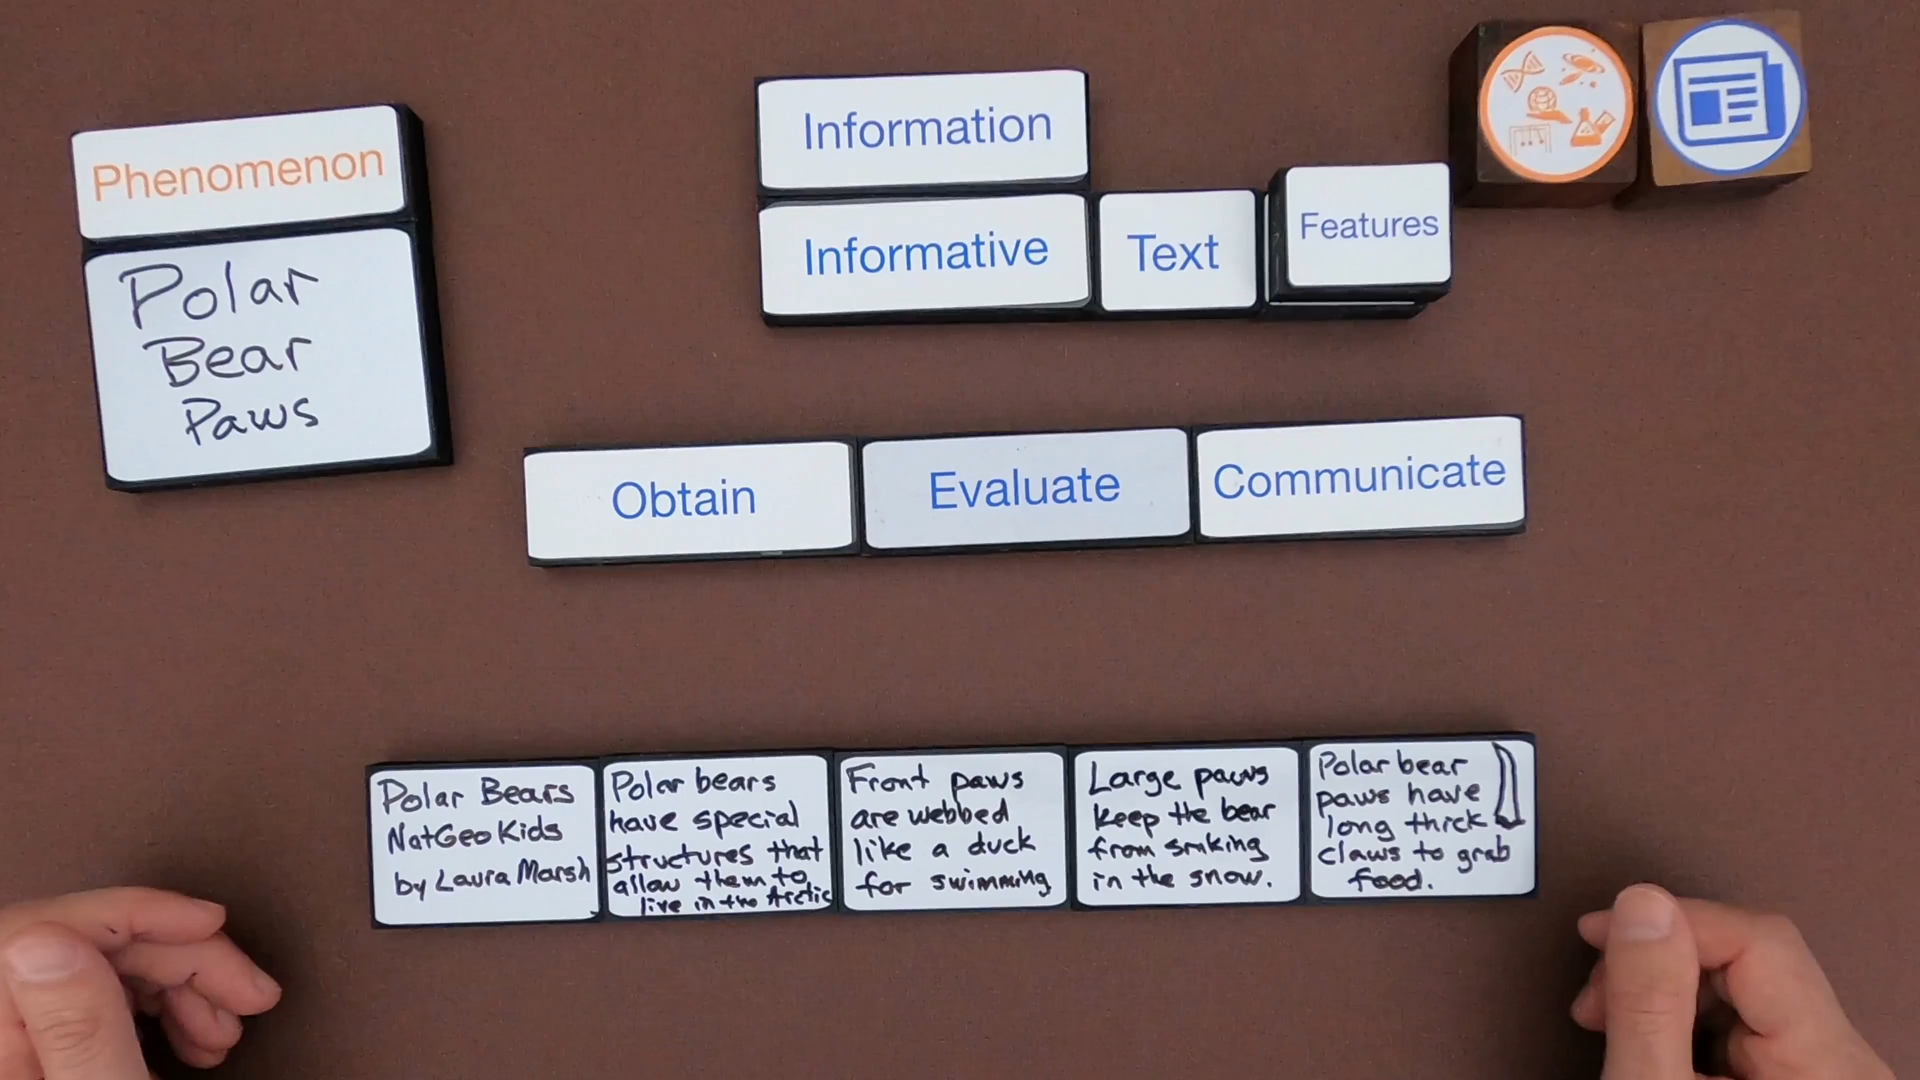 Phenomenon
Polar
Bear
Paws
Information
Informative Text Features
Obtain Evaluate Communicate
Polar Bears
NatGeo Kids
by Laura Marsh
Polar bears
have special
structures that
allow them to
live in the Arctic
Front paws
are webbed
like a duck
for swimming
Large paws
keep the bear
from sinking
in the snow.
Polar bear
paws have
long thick
claws to grab
food.